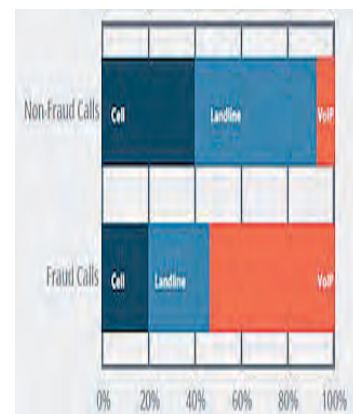 Non-Fraud Calls
Cell Landline VoIP
Fraud Calls
Cell Landline VoIP
0% 20% 40% 60% 80% 100%